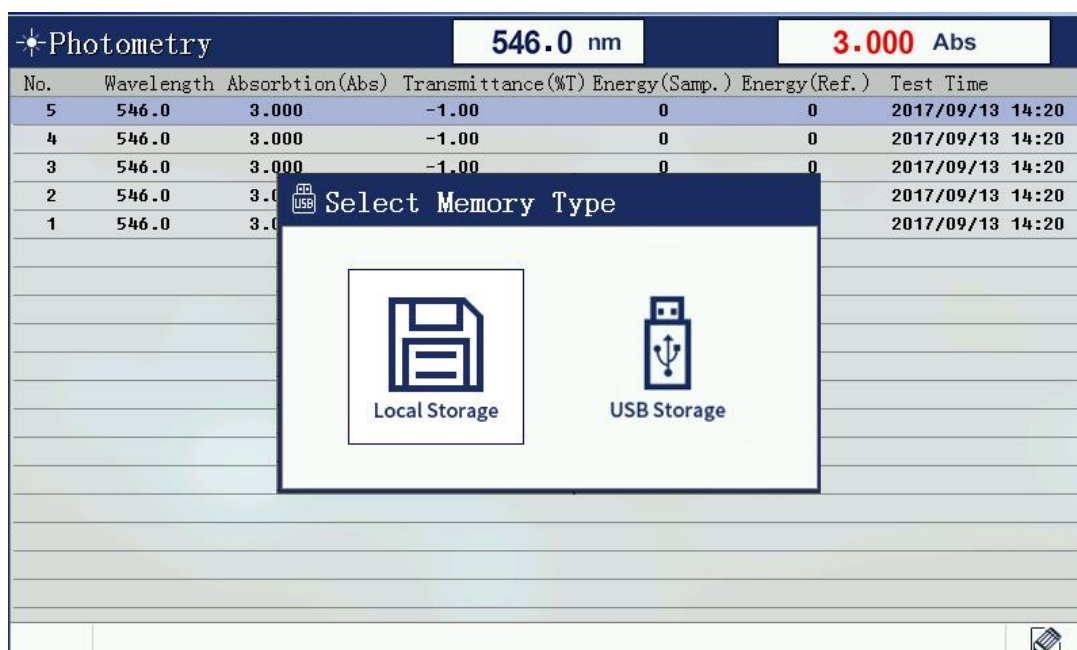 Photometry 546.0 nm 3.000 Abs
No. Wavelength Absorbtion(Abs) Transmittance(%T) Energy(Samp.) Energy(Ref.) Test Time
5 546.0 3.000 -1.00 0 0 2017/09/13 14:20
4 546.0 3.000 -1.00 0 0 2017/09/13 14:20
3 546.0 3.000 -1.00 0 0 2017/09/13 14:20
2 546.0 2017/09/13 14:20
1 546.0 2017/09/13 14:20
USB Select Memory Type
Local Storage USB Storage